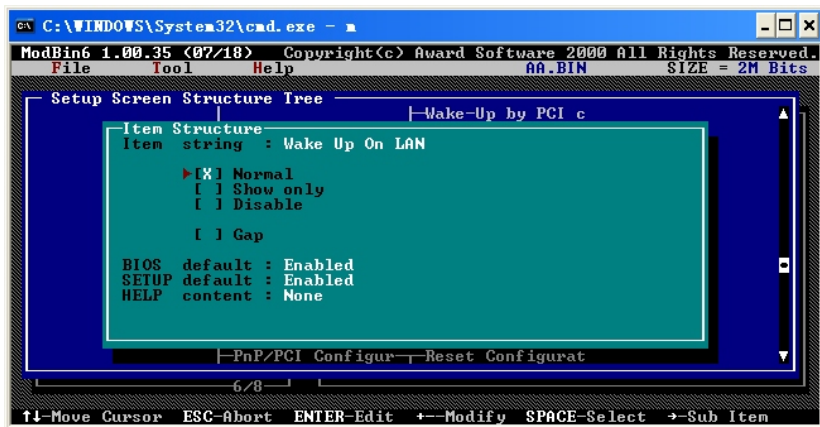 C:\WINDOWS\System32\cmd.exe - m
ModBin6 1.00.35 (07/18) Copyright(c) Award Software 2000 All Rights Reserved.
File Tool Help AA.BIN SIZE = 2M Bits
Setup Screen Structure Tree
Wake-Up by PCI c
Item Structure
Item string : Wake Up On LAN
[X] Normal
[ ] Show only
[ ] Disable
[ ] Gap
BIOS default : Enabled
SETUP default : Enabled
HELP content : None
PnP/PCI Configur Reset Configurat
6/8
↑↓-Move Cursor ESC-Abort ENTER-Edit +--Modify SPACE-Select →-Sub Item